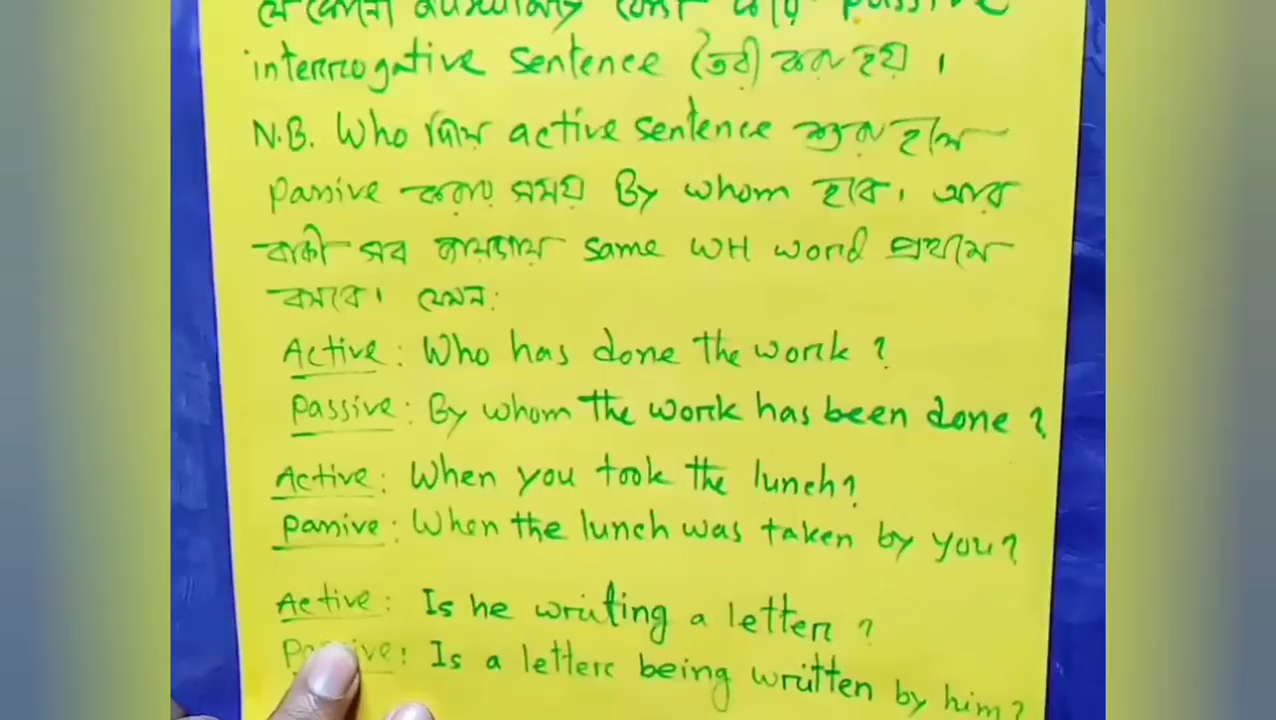 যে কোনো auxiliary passive
interrogative sentence তৈরী করা হয় ।
N.B. Who দিয়ে active sentence শুরু হলে
passive করার সময় By whom হবে। আর
বাকী সব জায়গায় same WH word প্রথমে
বসবে। যেমন:
Active: Who has done the work ?
Passive: By whom the work has been done ?
Active: When you took the lunch?
Passive: When the lunch was taken by you?
Active: Is he writing a letter ?
Passive: Is a letter being written by him?